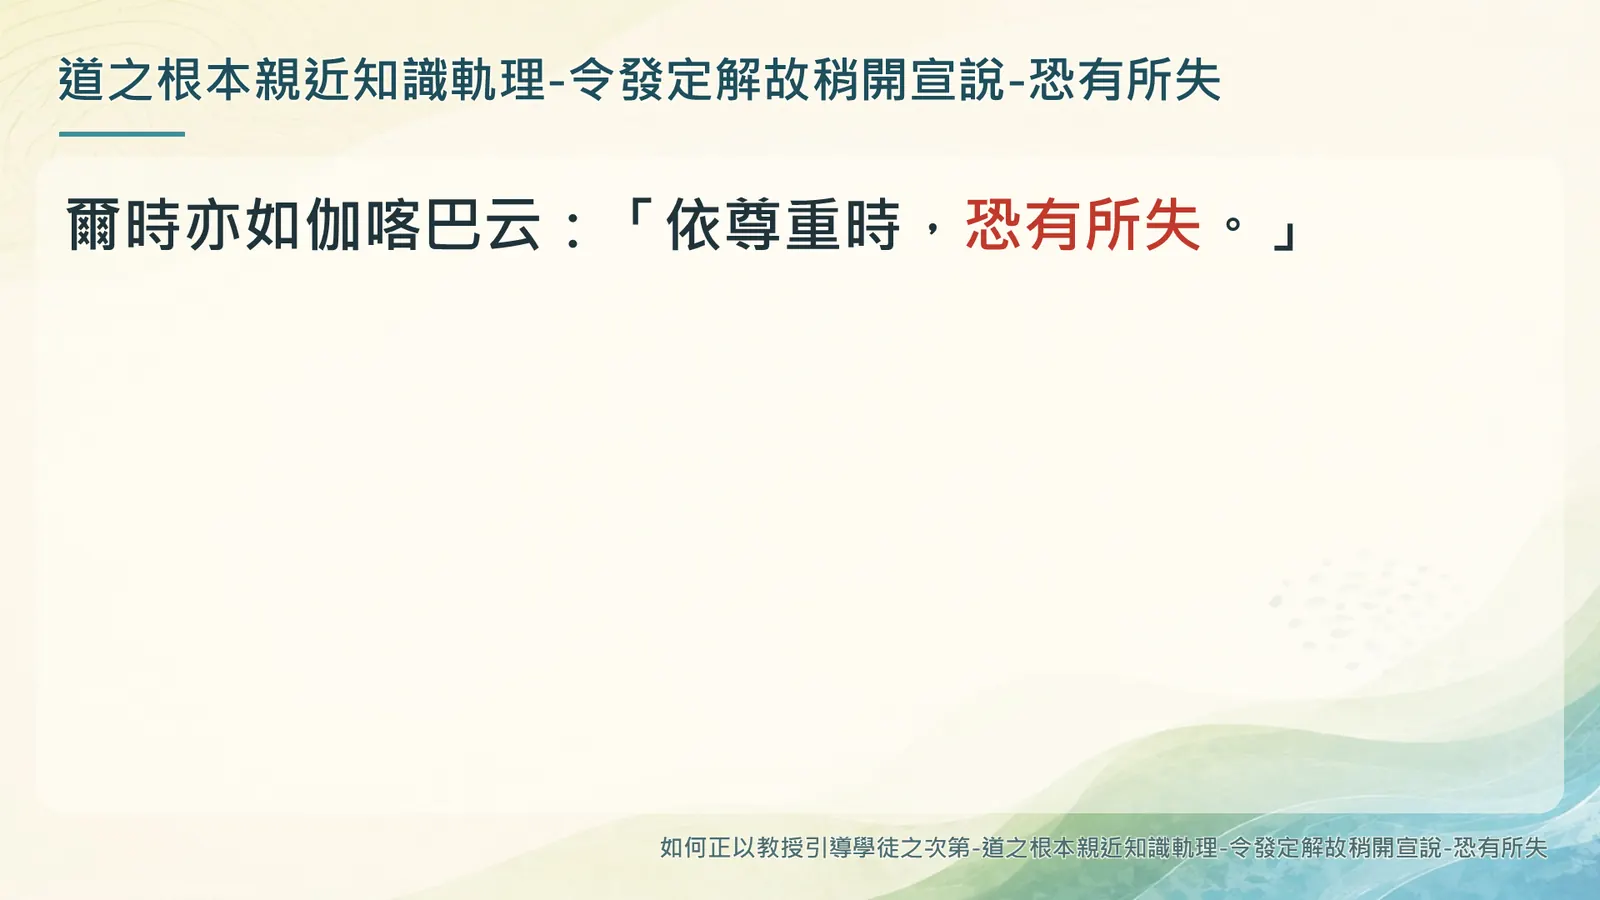 道之根本親近知識軌理-令發定解故稍開宣說-恐有所失
爾時亦如伽喀巴云：「依尊重時，恐有所失。」
如何正以教授引導學徒之次第-道之根本親近知識軌理-令發定解故稍開宣說-恐有所失